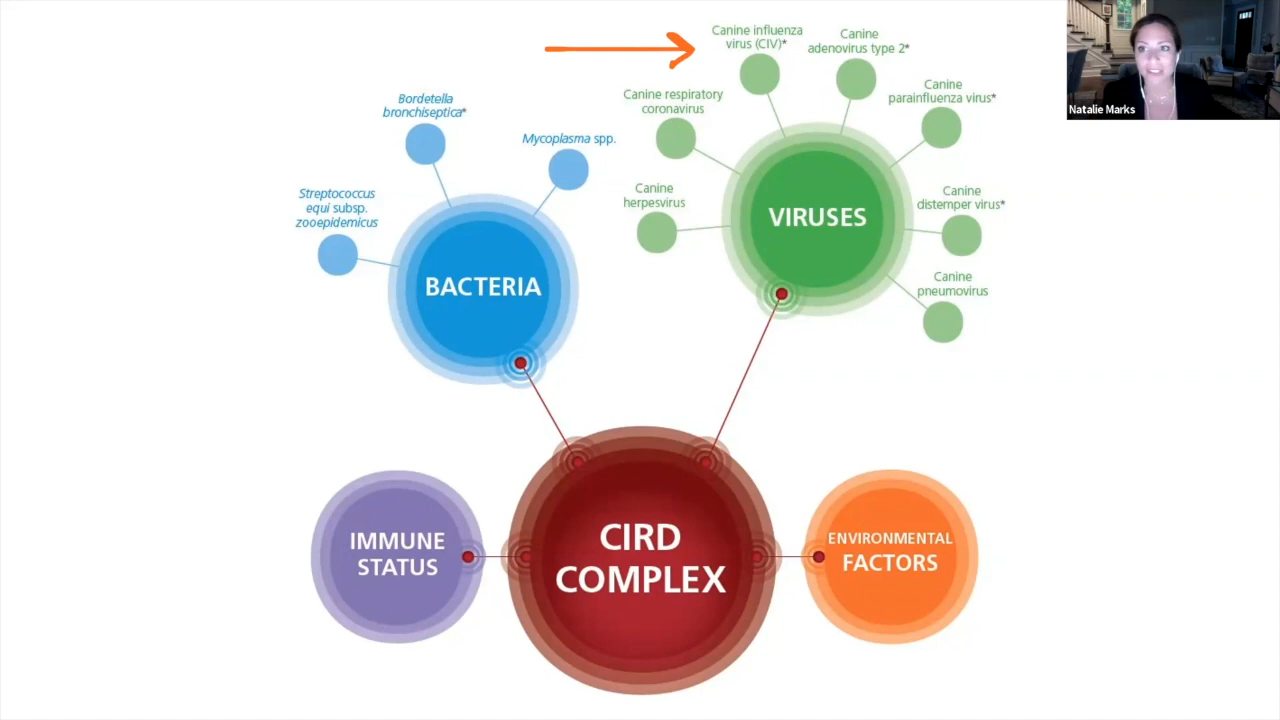 Canine influenza
virus (CIV)*
Canine
adenovirus type 2*
Canine respiratory
coronavirus
Canine
parainfluenza virus*
Natalie Marks
Bordetella
bronchiseptica*
Mycoplasma spp.
Streptococcus
equi subsp.
zooepidemicus
Canine
herpesvirus
VIRUSES
Canine
distemper virus*
BACTERIA
Canine
pneumovirus
IMMUNE
STATUS
CIRD
COMPLEX
ENVIRONMENTAL
FACTORS